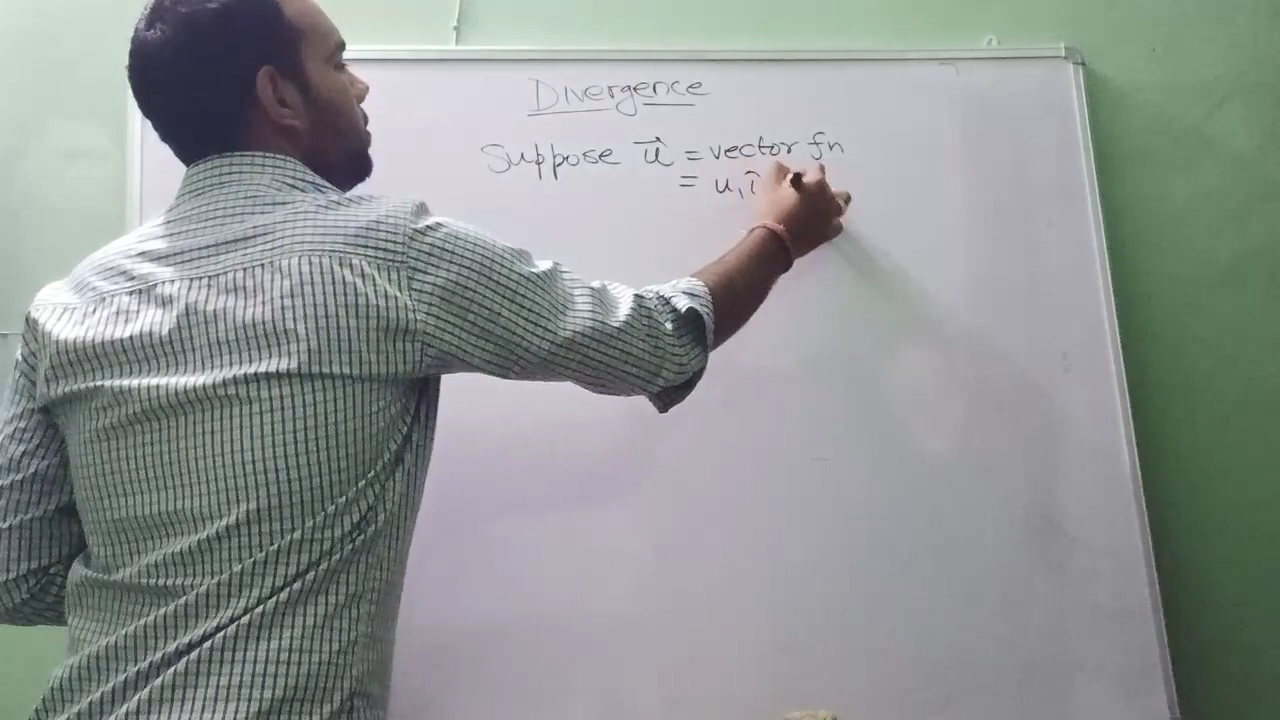 Divergence
Suppose u⃗ = vector fn
= u₁î